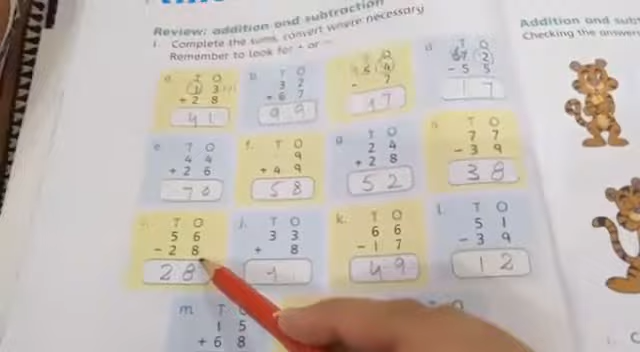 Review: addition and subtraction
1. Complete the sums, convert where necessary
Remember to look for + or –
Addition and
Checking the
a. T O
1 3
+ 2 8
4 1
b. T O
3 2
+ 6 7
9 9
T O
4
- 7
1 7
d. T O
2
- 5 5
1 7
e. T O
4 4
+ 2 6
7 0
f. T O
9
+ 4 9
5 8
g. T O
2 4
+ 2 8
5 2
h. T O
7 7
- 3 9
3 8
T O
5 6
- 2 8
2 8
j. T O
3 3
+ 8
k. T O
6 6
- 1 7
4 9
l. T O
5 1
- 3 9
1 2
m. T
1 5
+ 6 8
O